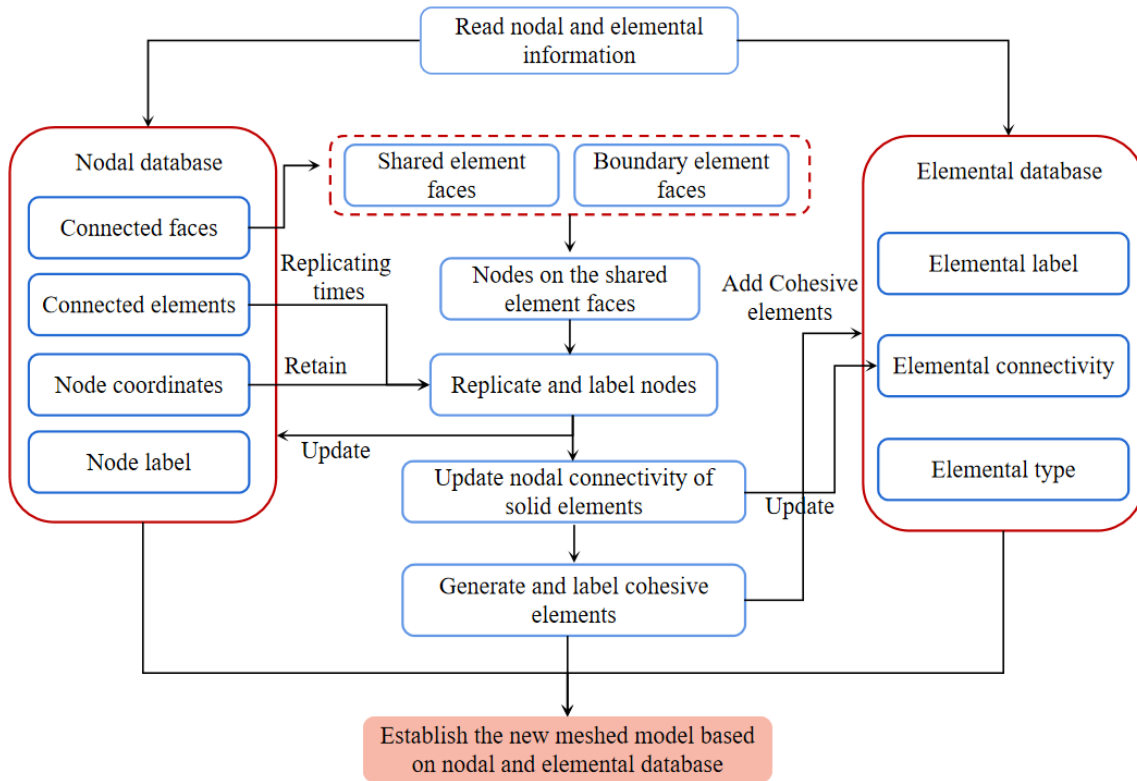 Read nodal and elemental
information
Nodal database
Connected faces
Connected elements
Node coordinates
Node label
Shared element
faces
Boundary element
faces
Replicating
times
Retain
Nodes on the shared
element faces
Replicate and label nodes
Update
Update nodal connectivity of
solid elements
Generate and label cohesive
elements
Add Cohesive
elements
Update
Elemental database
Elemental label
Elemental connectivity
Elemental type
Establish the new meshed model based
on nodal and elemental database